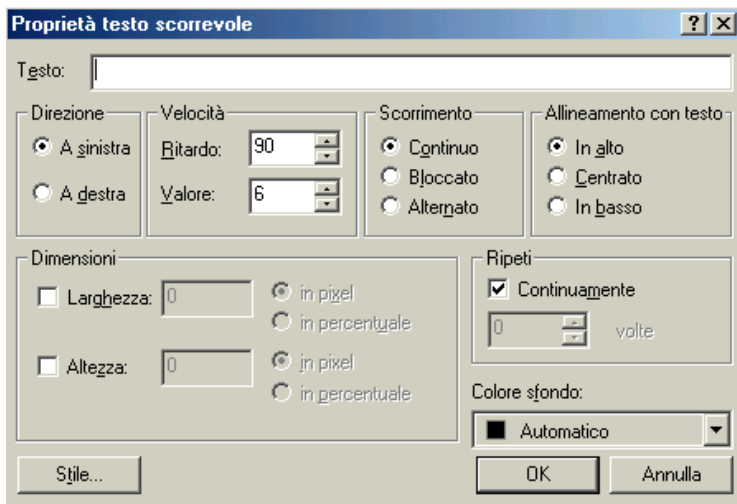 Proprietà testo scorrevole
Testo:
Direzione
A sinistra
A destra
Velocità
Ritardo: 90
Valore: 6
Scorrimento
Continuo
Bloccato
Alternato
Allineamento con testo
In alto
Centrato
In basso
Dimensioni
Larghezza: 0
in pixel
in percentuale
Altezza: 0
in pixel
in percentuale
Ripeti
Continuamente
0 volte
Colore sfondo:
Automatico
Stile...
OK
Annulla